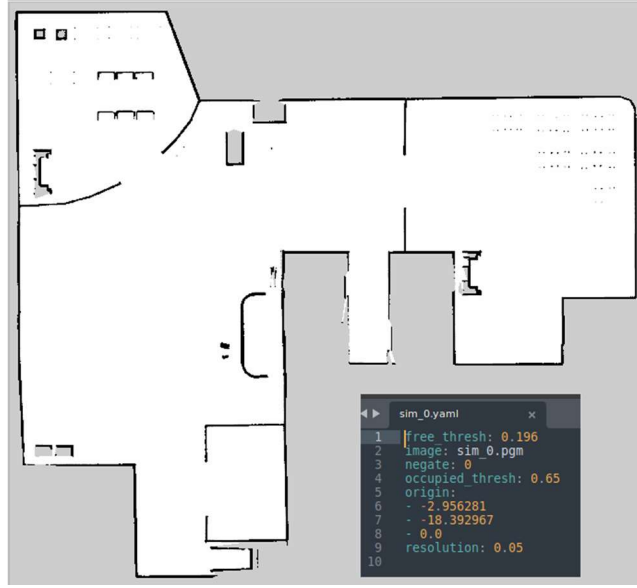 sim_0.yaml ×
1 free_thresh: 0.196
2 image: sim_0.pgm
3 negate: 0
4 occupied_thresh: 0.65
5 origin:
6 - -2.956281
7 - -18.392967
8 - 0.0
9 resolution: 0.05
10